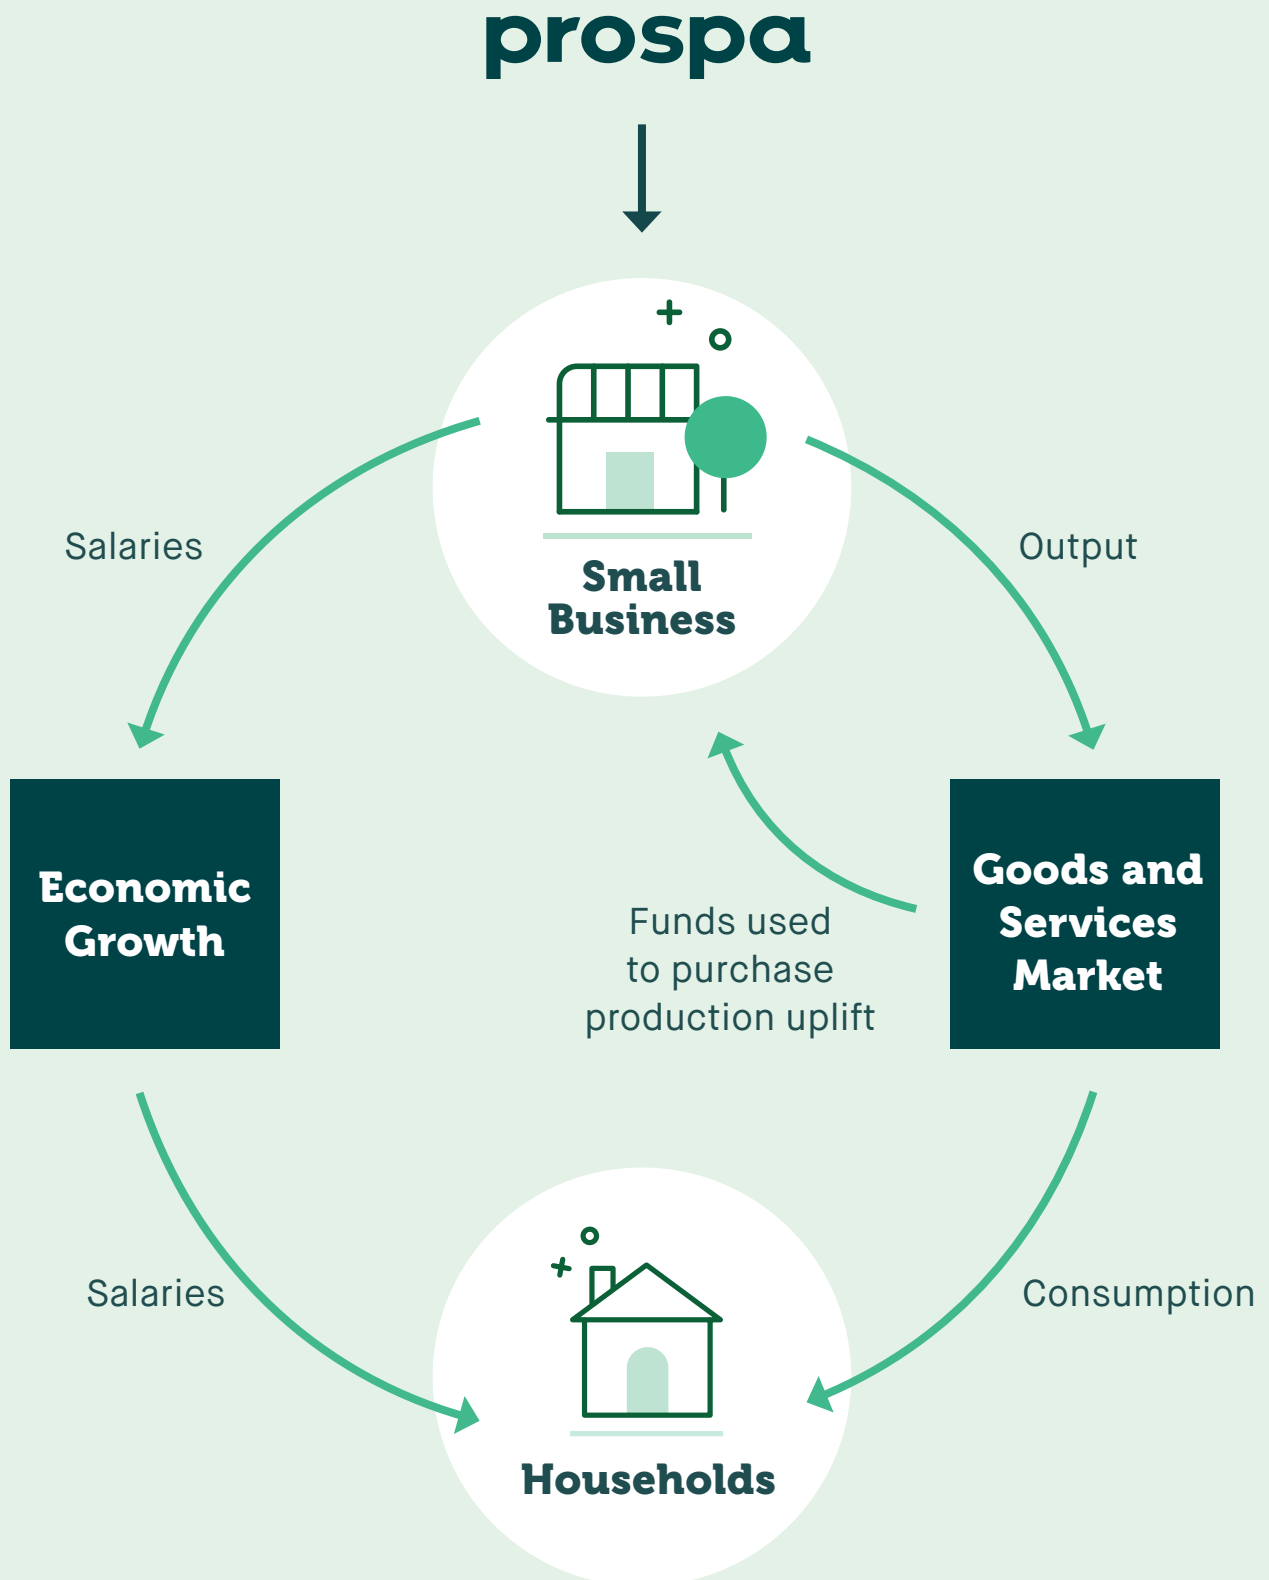 prospa
Small
Business
Salaries
Output
Economic
Growth
Goods and
Services
Market
Funds used
to purchase
production uplift
Salaries
Consumption
Households